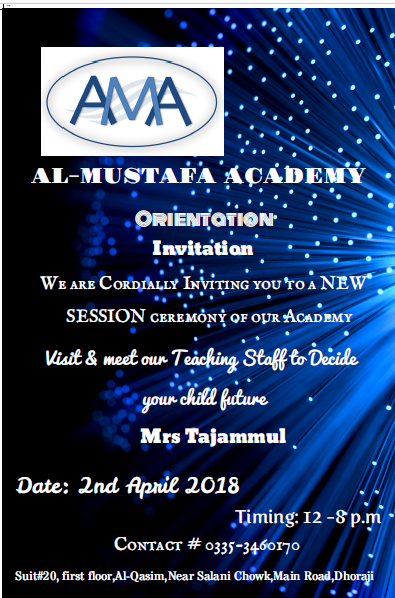 AMA
AL-MUSTAFA ACADEMY
Orientation
Invitation
We are Cordially Inviting you to a NEW
SESSION ceremony of our Academy
Visit & meet our Teaching Staff to Decide
your child future
Mrs Tajammul
Date: 2nd April 2018
Timing: 12 -8 p.m
Contact # 0335-3460170
Suit#20, first floor,Al-Qasim,Near Salani Chowk,Main Road,Dhoraji